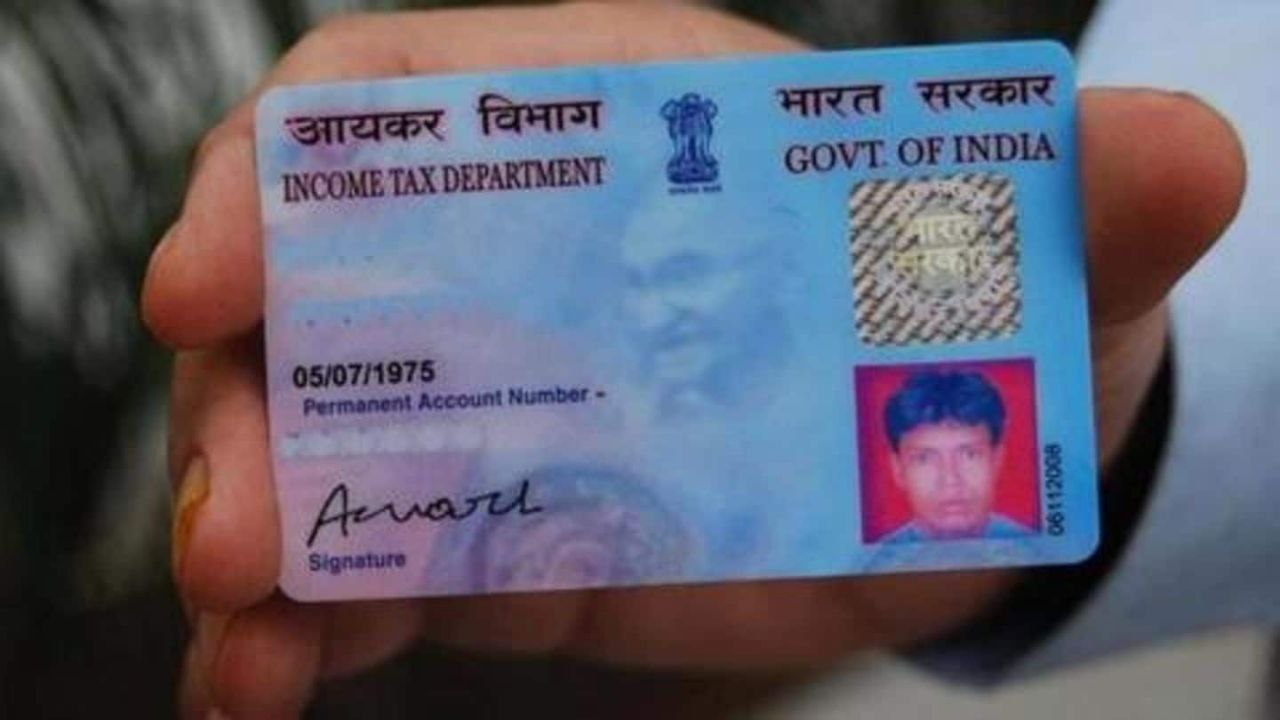 आयकर विभाग
INCOME TAX DEPARTMENT
भारत सरकार
GOVT. OF INDIA
भारत
सरकार
05/07/1975
Permanent Account Number -
Signature
06112008